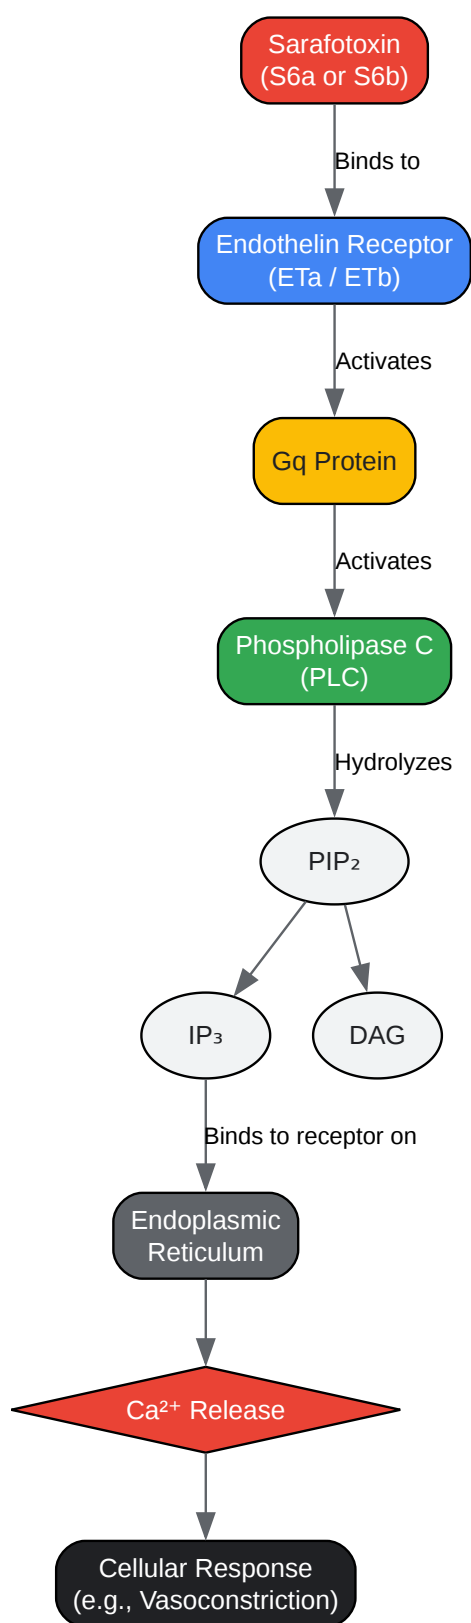 Sarafotoxin
(S6a or S6b)
Binds to
Endothelin Receptor
(ETa / ETb)
Activates
Gq Protein
Activates
Phospholipase C
(PLC)
Hydrolyzes
PIP₂
IP₃
DAG
Binds to receptor on
Endoplasmic
Reticulum
Ca²⁺ Release
Cellular Response
(e.g., Vasoconstriction)